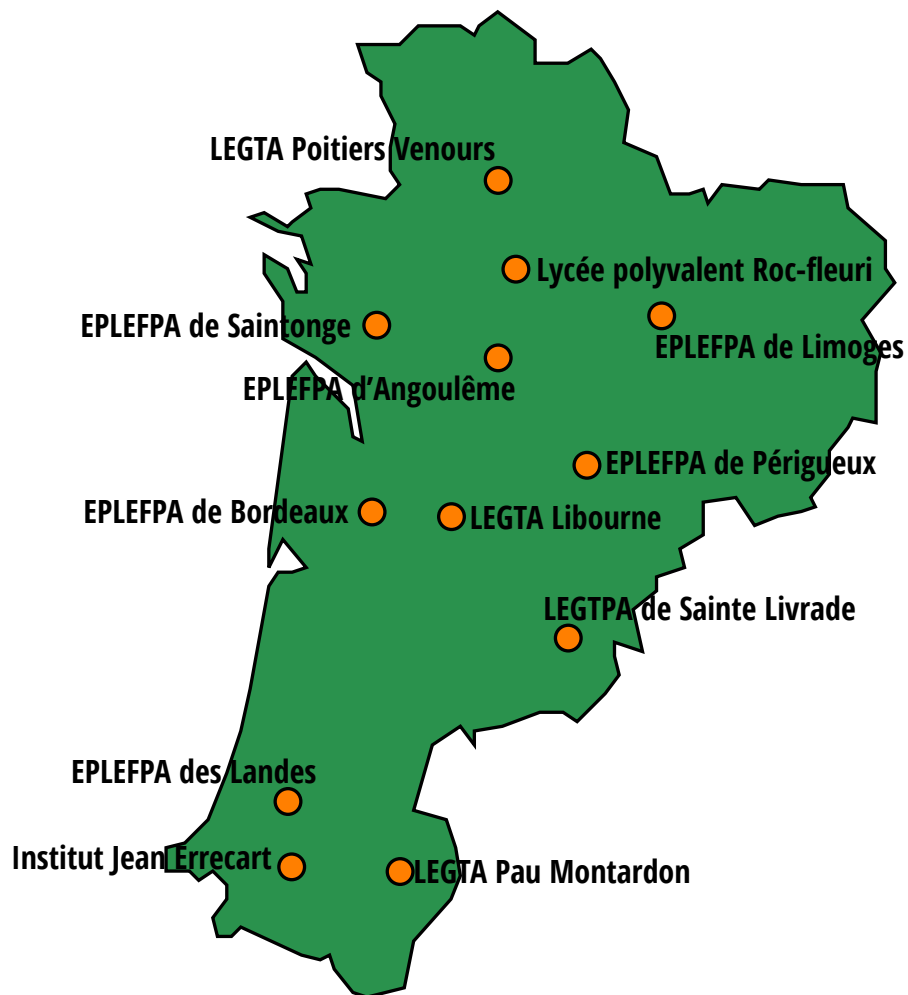 LEGTA Poitiers Venours
Lycée polyvalent Roc-fleuri
EPLEFPA de Saintonge
EPLEFPA de Limoges
EPLEFPA d’Angoulême
EPLEFPA de Périgueux
EPLEFPA de Bordeaux
LEGTA Libourne
LEGTPA de Sainte Livrade
EPLEFPA des Landes
Institut Jean Errecart
LEGTA Pau Montardon